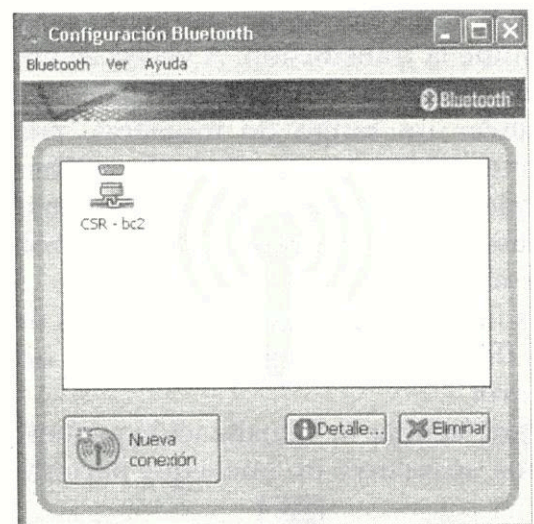 Configuración Bluetooth
Bluetooth Ver Ayuda
Bluetooth
CSR - bc2
Nueva
conexión
Detalle...
Eliminar